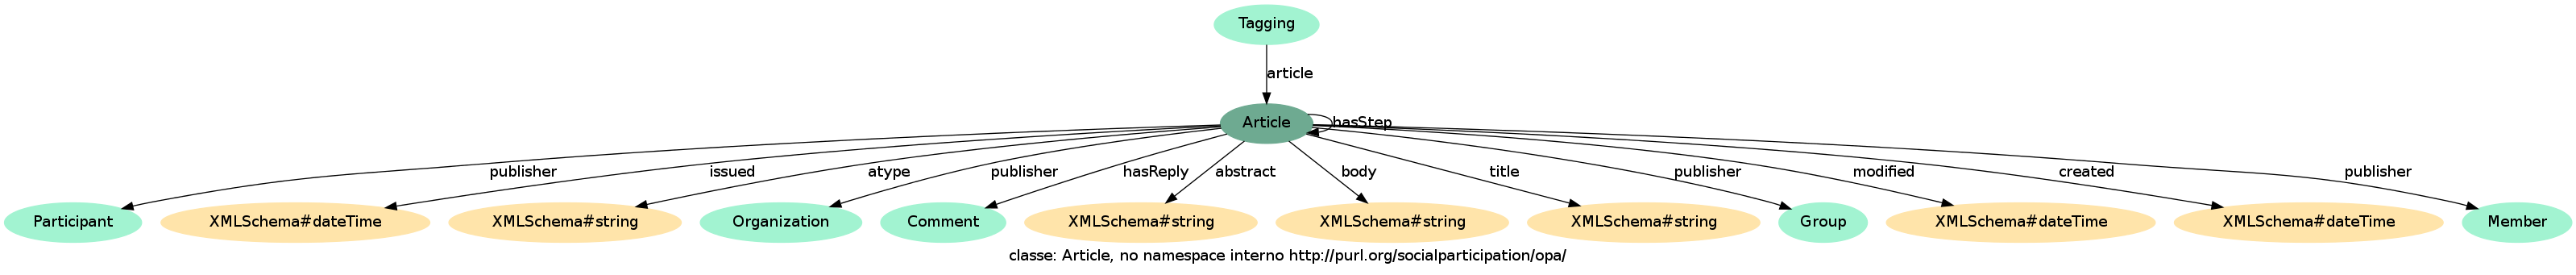 Tagging
article
Article
hasStep
publisher
issued
atype
publisher
hasReply
abstract
body
title
publisher
modified
created
publisher
Participant
XMLSchema#dateTime
XMLSchema#string
Organization
Comment
XMLSchema#string
XMLSchema#string
XMLSchema#string
Group
XMLSchema#dateTime
XMLSchema#dateTime
Member
classe: Article, no namespace interno http://purl.org/socialparticipation/opa/